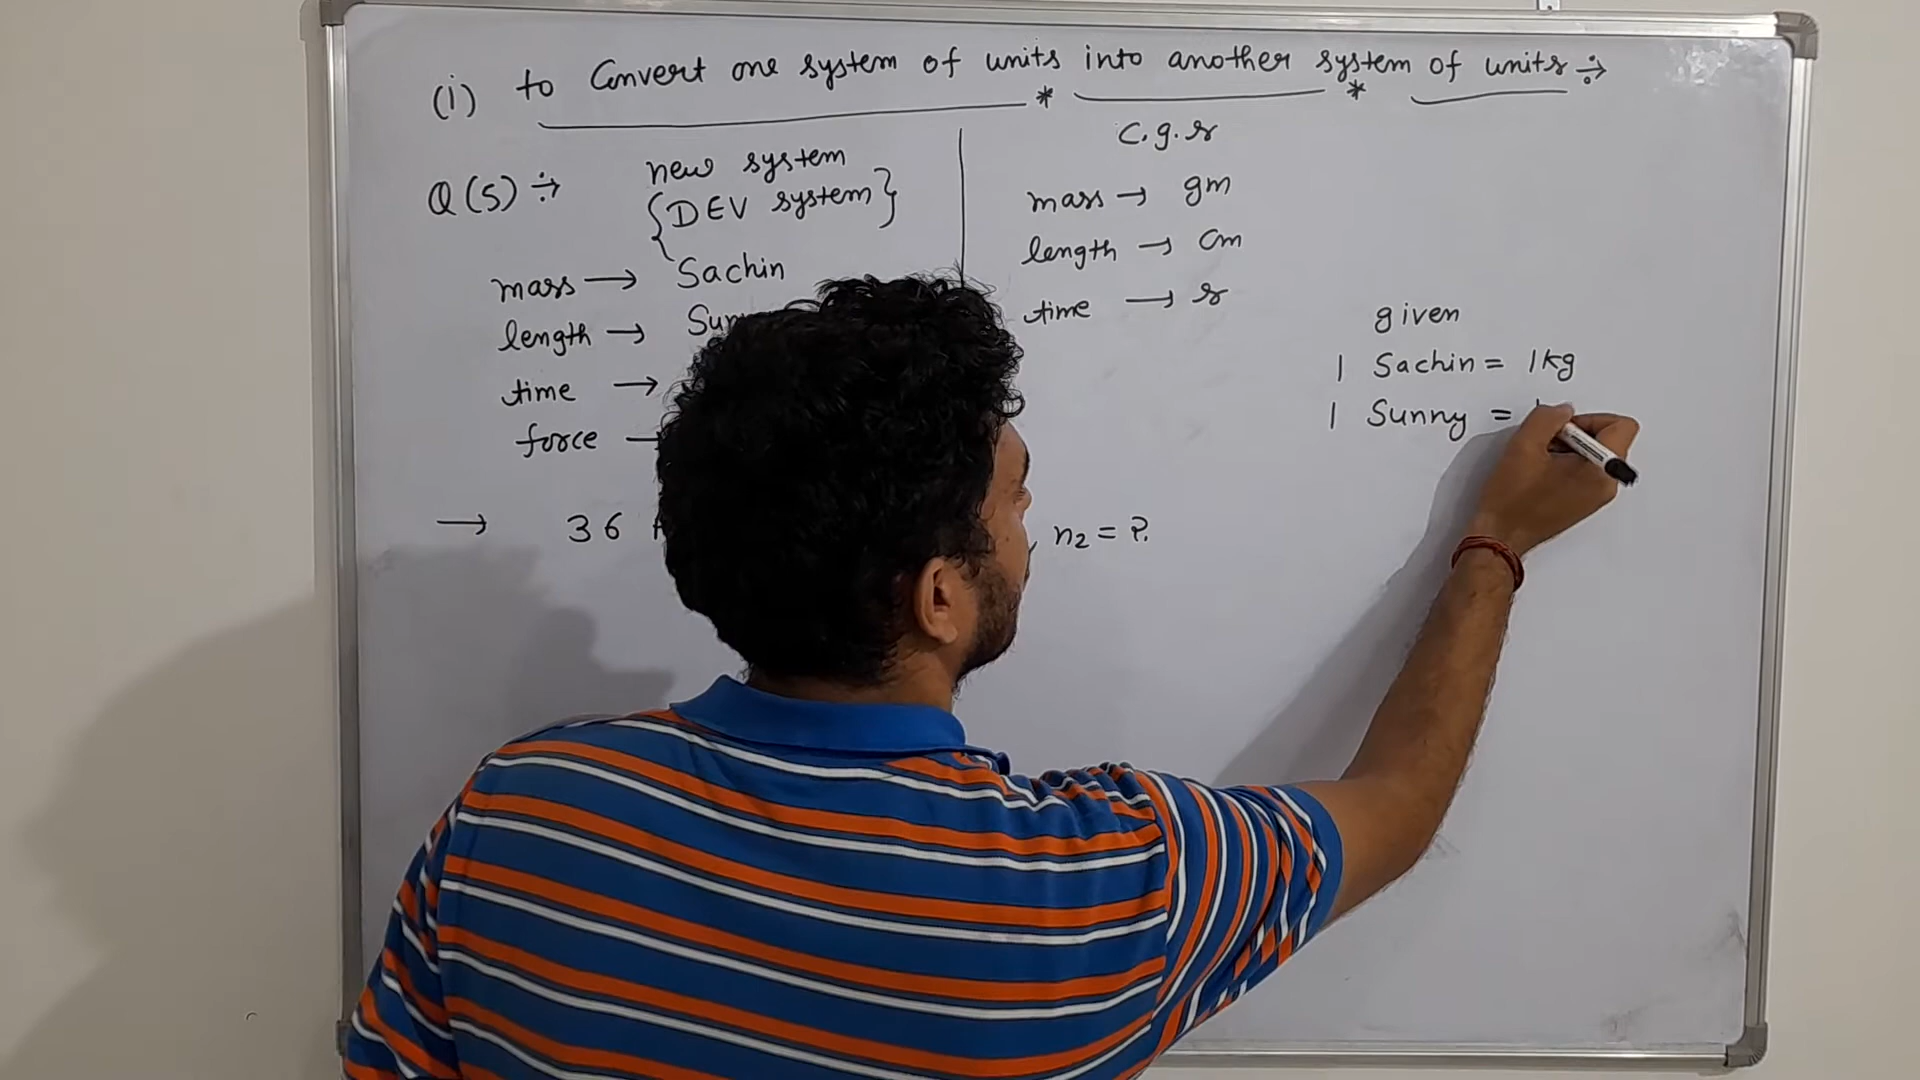 (i) to Convert one system of units into another system of units ÷
Q(5) ÷ new system
{DEV system}
mass → Sachin
length →
time →
force →
→ 36 n₂ = ?
C.g.s
mass → gm
length → cm
time → s
given
1 Sachin = 1kg
1 Sunny =